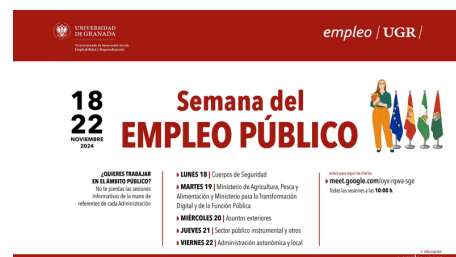 UNIVERSIDAD
DE GRANADA
Vicerrectorado de Innovación Social,
Empleabilidad y Emprendimiento
empleo | UGR |
18
22
NOVIEMBRE
2024
Semana del
EMPLEO PÚBLICO
¿QUIERES TRABAJAR
EN EL ÁMBITO PÚBLICO?
No te pierdas las sesiones
informativas de la mano de
referentes de cada Administración
LUNES 18 | Cuerpos de Seguridad
MARTES 19 | Ministerio de Agricultura, Pesca y
Alimentación y Ministerio para la Transformación
Digital y de la Función Pública
MIÉRCOLES 20 | Asuntos exteriores
JUEVES 21 | Sector público instrumental y otros
VIERNES 22 | Administración autonómica y local
Enlace para seguir las charlas:
meet.google.com/oyx-rqwa-sge
Todas las sesiones a las 10:00 h
+ información